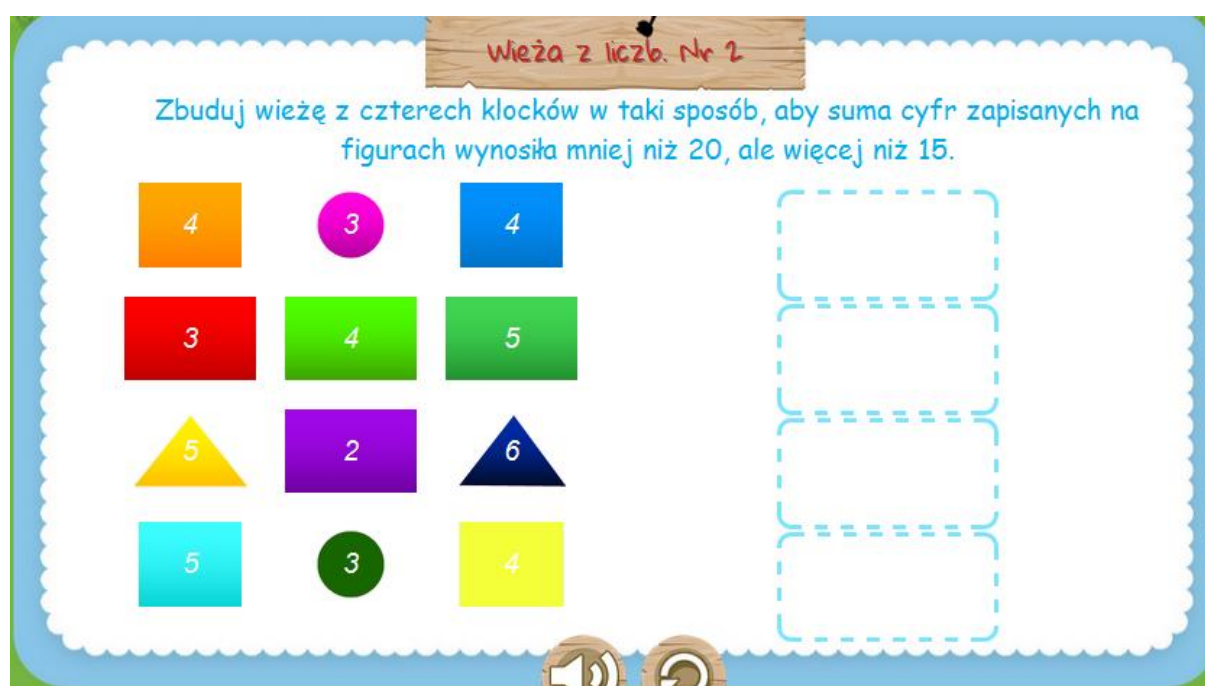 Wieża z liczb. Nr 2
Zbuduj wieżę z czterech klocków w taki sposób, aby suma cyfr zapisanych na
figurach wynosiła mniej niż 20, ale więcej niż 15.
4 3 4
3 4 5
5 2 6
5 3 4